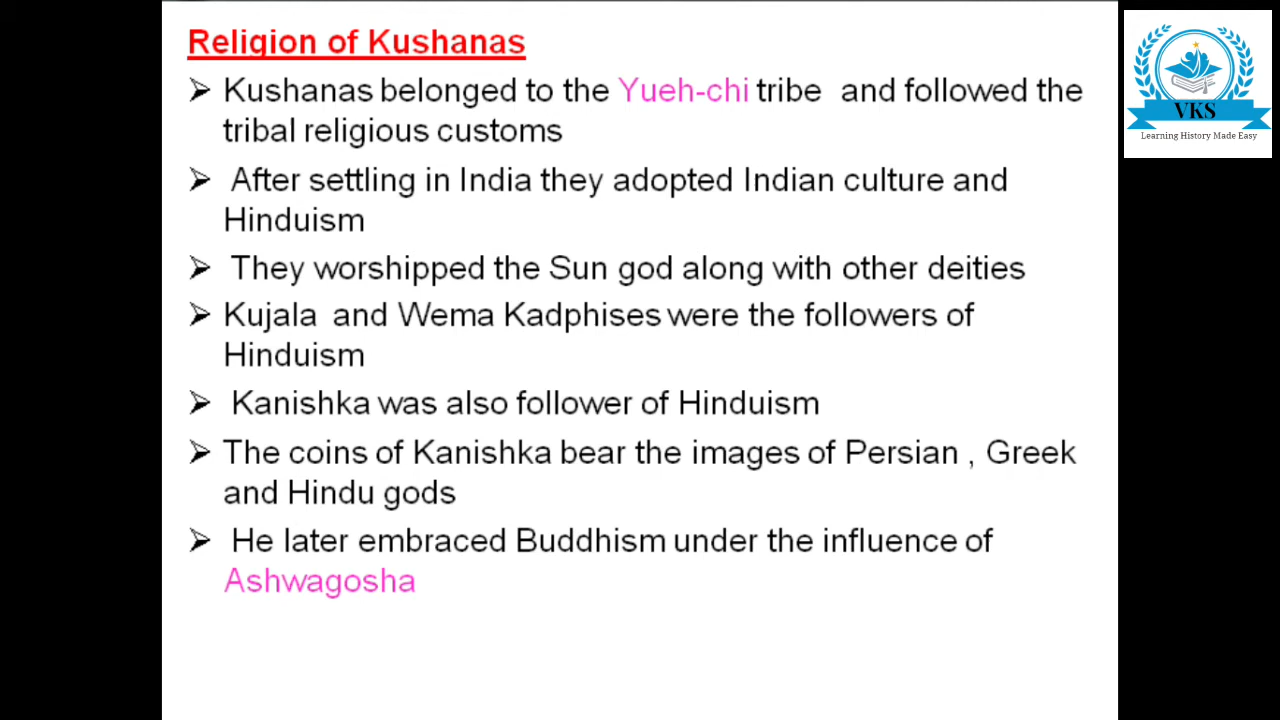 Religion of Kushanas
➢ Kushanas belonged to the Yueh-chi tribe and followed the
tribal religious customs
➢ After settling in India they adopted Indian culture and
Hinduism
➢ They worshipped the Sun god along with other deities
➢ Kujala and Wema Kadphises were the followers of
Hinduism
➢ Kanishka was also follower of Hinduism
➢ The coins of Kanishka bear the images of Persian , Greek
and Hindu gods
➢ He later embraced Buddhism under the influence of
Ashwagosha
VKS
Learning History Made Easy